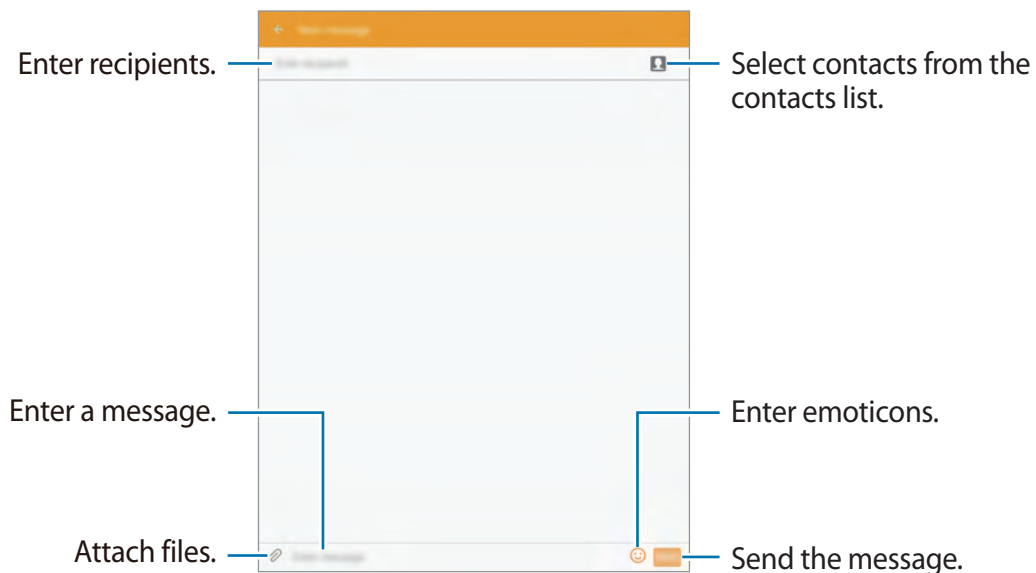 Enter recipients.
Select contacts from the
contacts list.
Enter a message.
Enter emoticons.
Attach files.
Send the message.